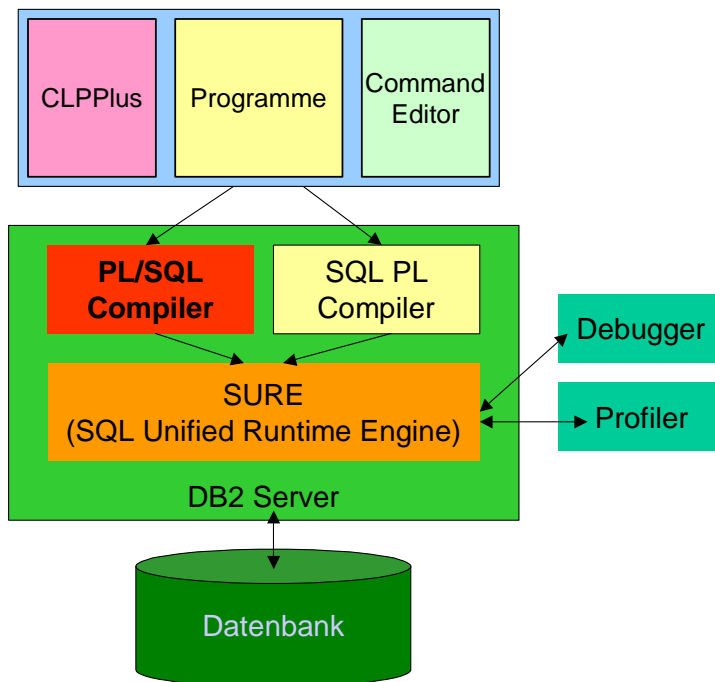 CLPPlus
Programme
Command
Editor
PL/SQL
Compiler
SQL PL
Compiler
SURE
(SQL Unified Runtime Engine)
DB2 Server
Debugger
Profiler
Datenbank